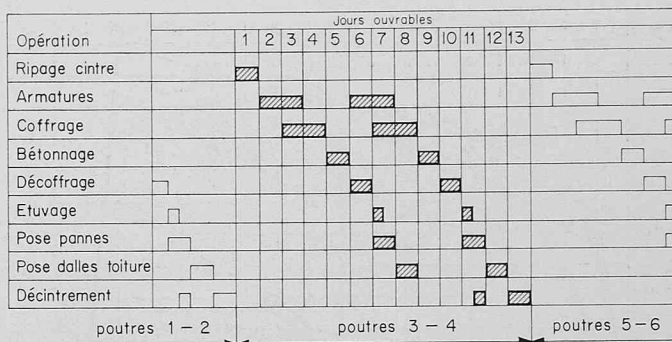 Jours ouvrables
Opération 1 2 3 4 5 6 7 8 9 10 11 12 13
Ripage cintre
Armatures
Coffrage
Bétonnage
Décoffrage
Etuvage
Pose pannes
Pose dalles toiture
Décintrement
poutres 1 – 2 poutres 3 – 4 poutres 5 – 6